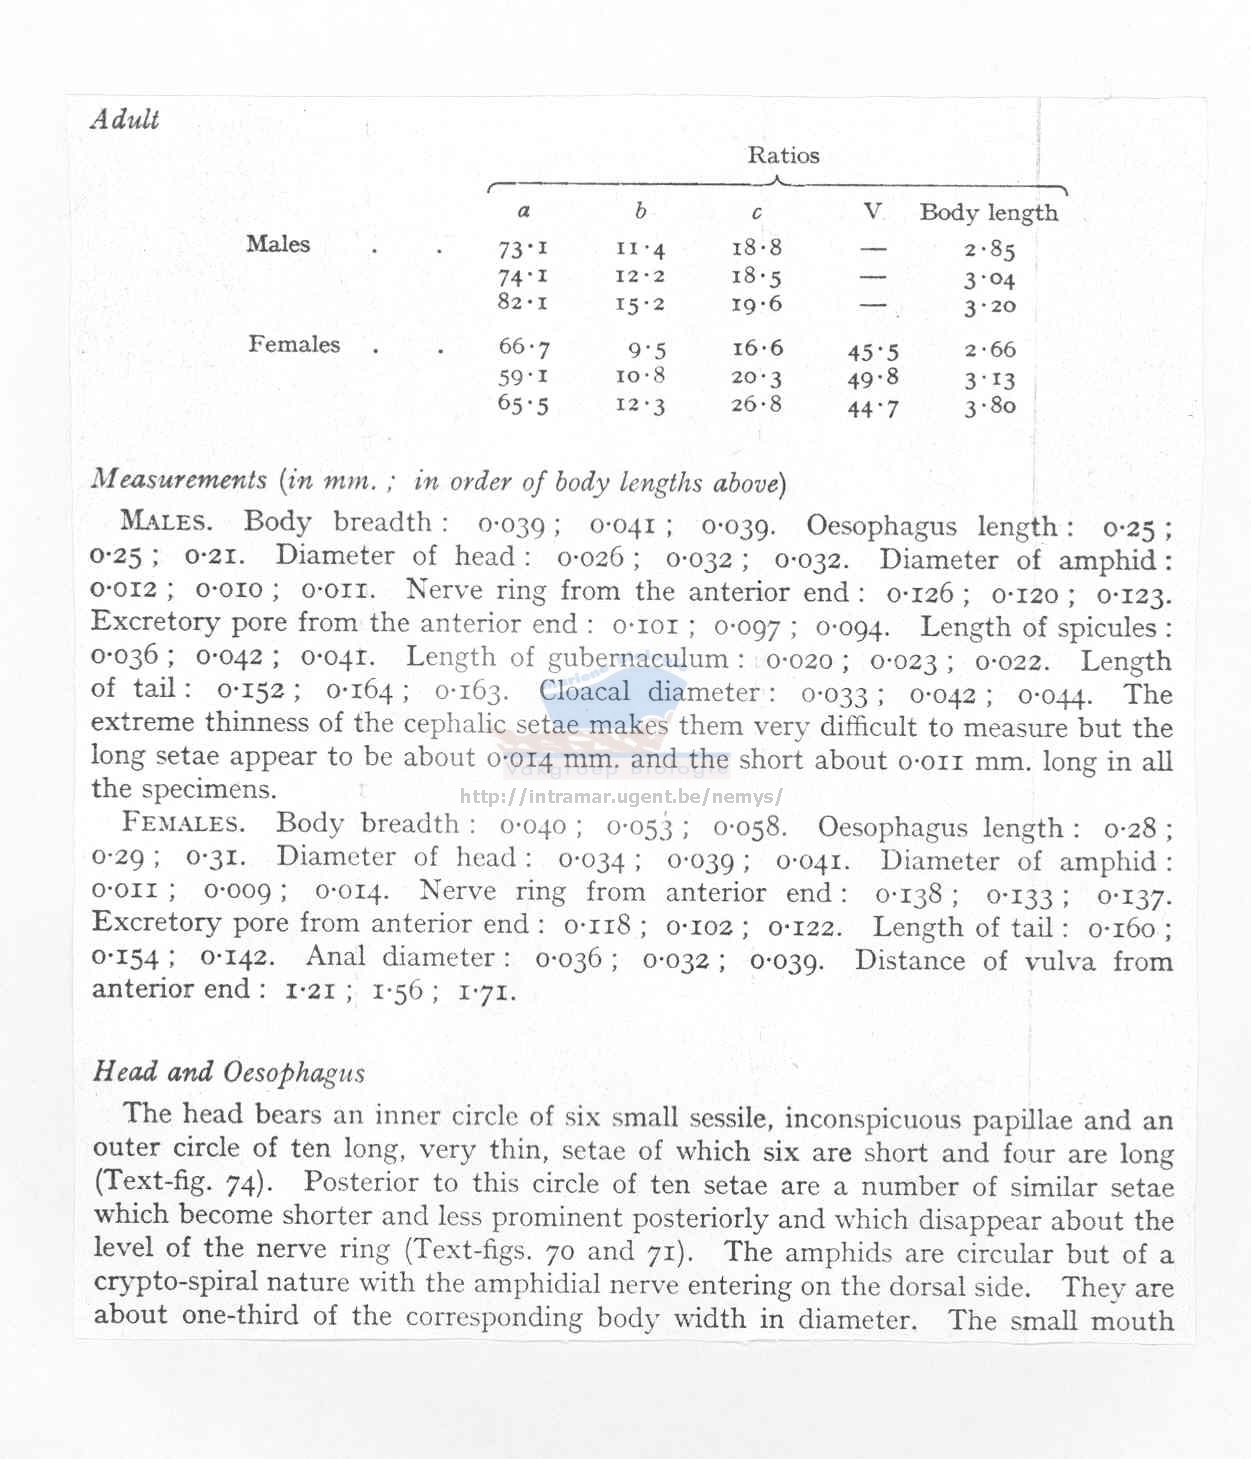 Adult
Ratios
a b c V. Body length
Males . . 73·1 11·4 18·8 — 2·85
74·1 12·2 18·5 — 3·04
82·1 15·2 19·6 — 3·20
Females . . 66·7 9·5 16·6 45·5 2·66
59·1 10·8 20·3 49·8 3·13
65·5 12·3 26·8 44·7 3·80
Measurements (in mm. ; in order of body lengths above)
MALES. Body breadth : 0·039 ; 0·041 ; 0·039. Oesophagus length : 0·25 ;
0·25 ; 0·21. Diameter of head : 0·026 ; 0·032 ; 0·032. Diameter of amphid :
0·012 ; 0·010 ; 0·011. Nerve ring from the anterior end : 0·126 ; 0·120 ; 0·123.
Excretory pore from the anterior end : 0·101 ; 0·097 ; 0·094. Length of spicules :
0·036 ; 0·042 ; 0·041. Length of gubernaculum : 0·020 ; 0·023 ; 0·022. Length
of tail : 0·152 ; 0·164 ; 0·163. Cloacal diameter : 0·033 ; 0·042 ; 0·044. The
extreme thinness of the cephalic setae makes them very difficult to measure but the
long setae appear to be about 0·014 mm. and the short about 0·011 mm. long in all
Vakgroep Biologie
the specimens.
http://intramar.ugent.be/nemys/
FEMALES. Body breadth : 0·040 ; 0·053 ; 0·058. Oesophagus length : 0·28 ;
0·29 ; 0·31. Diameter of head : 0·034 ; 0·039 ; 0·041. Diameter of amphid :
0·011 ; 0·009 ; 0·014. Nerve ring from anterior end : 0·138 ; 0·133 ; 0·137.
Excretory pore from anterior end : 0·118 ; 0·102 ; 0·122. Length of tail : 0·160 ;
0·154 ; 0·142. Anal diameter : 0·036 ; 0·032 ; 0·039. Distance of vulva from
anterior end : 1·21 ; 1·56 ; 1·71.
Head and Oesophagus
The head bears an inner circle of six small sessile, inconspicuous papillae and an
outer circle of ten long, very thin, setae of which six are short and four are long
(Text-fig. 74). Posterior to this circle of ten setae are a number of similar setae
which become shorter and less prominent posteriorly and which disappear about the
level of the nerve ring (Text-figs. 70 and 71). The amphids are circular but of a
crypto-spiral nature with the amphidial nerve entering on the dorsal side. They are
about one-third of the corresponding body width in diameter. The small mouth